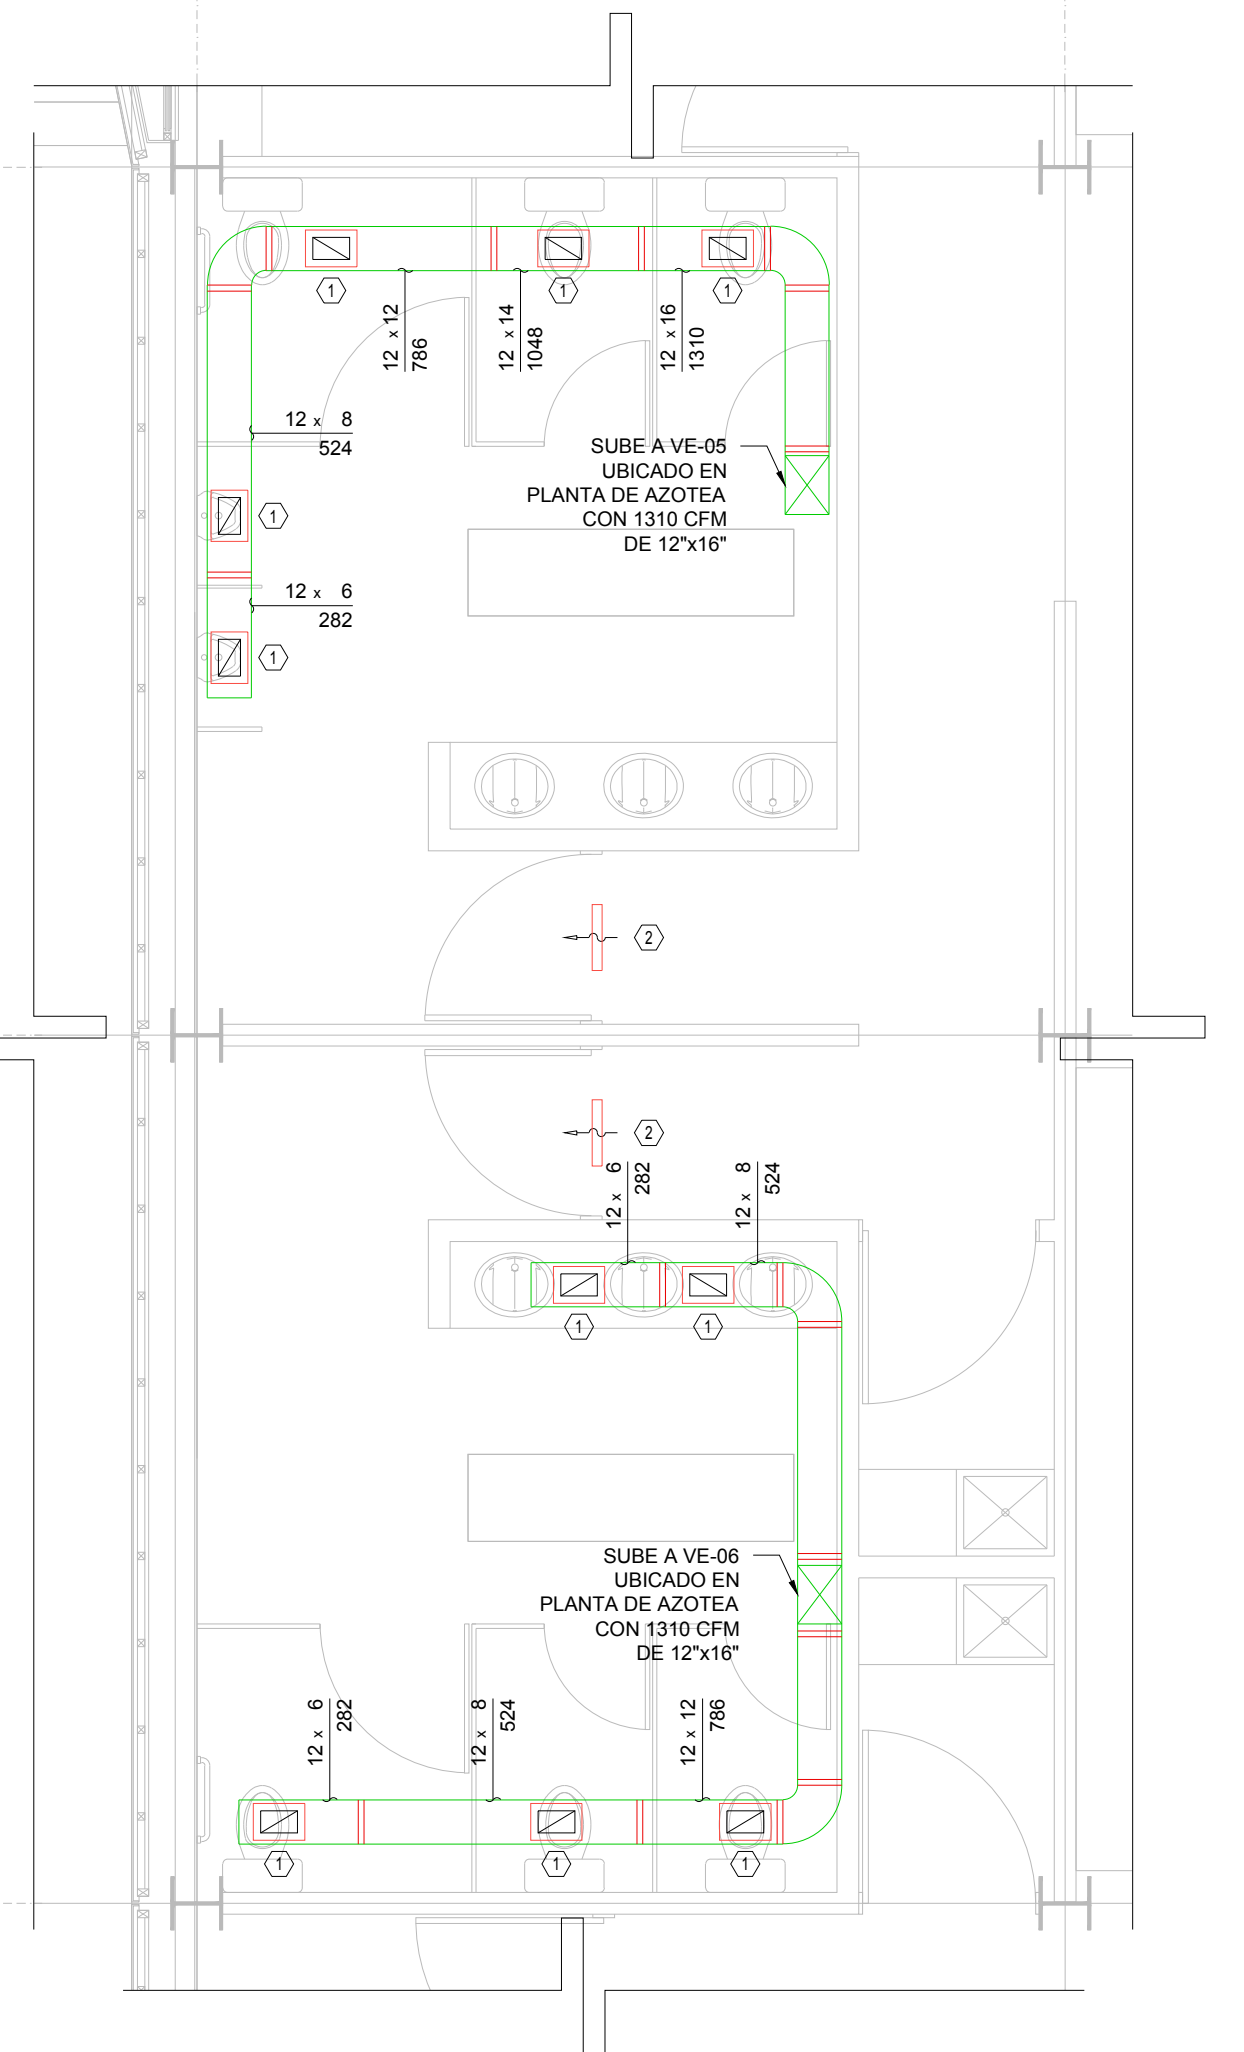 1
1
1
12 x 12
786
12 x 14
1048
12 x 16
1310
12 x 8
524
SUBE A VE-05
UBICADO EN
PLANTA DE AZOTEA
CON 1310 CFM
DE 12"x16"
1
12 x 6
282
1
2
2
12 x 6
282
12 x 8
524
1
1
SUBE A VE-06
UBICADO EN
PLANTA DE AZOTEA
CON 1310 CFM
DE 12"x16"
12 x 6
282
12 x 8
524
12 x 12
786
1
1
1